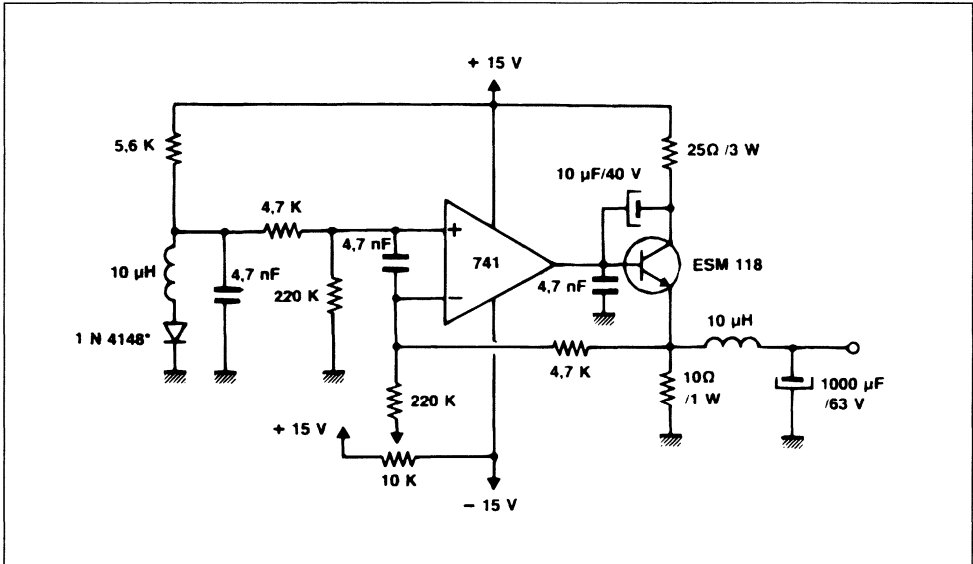 + 15 V
5,6 K
25Ω /3 W
10 µF/40 V
4,7 K
4,7 nF
+
741
ESM 118
10 µH
4,7 nF
220 K
4,7 nF
−
10 µH
1 N 4148*
4,7 K
10Ω
/1 W
1000 µF
/63 V
220 K
+ 15 V
10 K
− 15 V